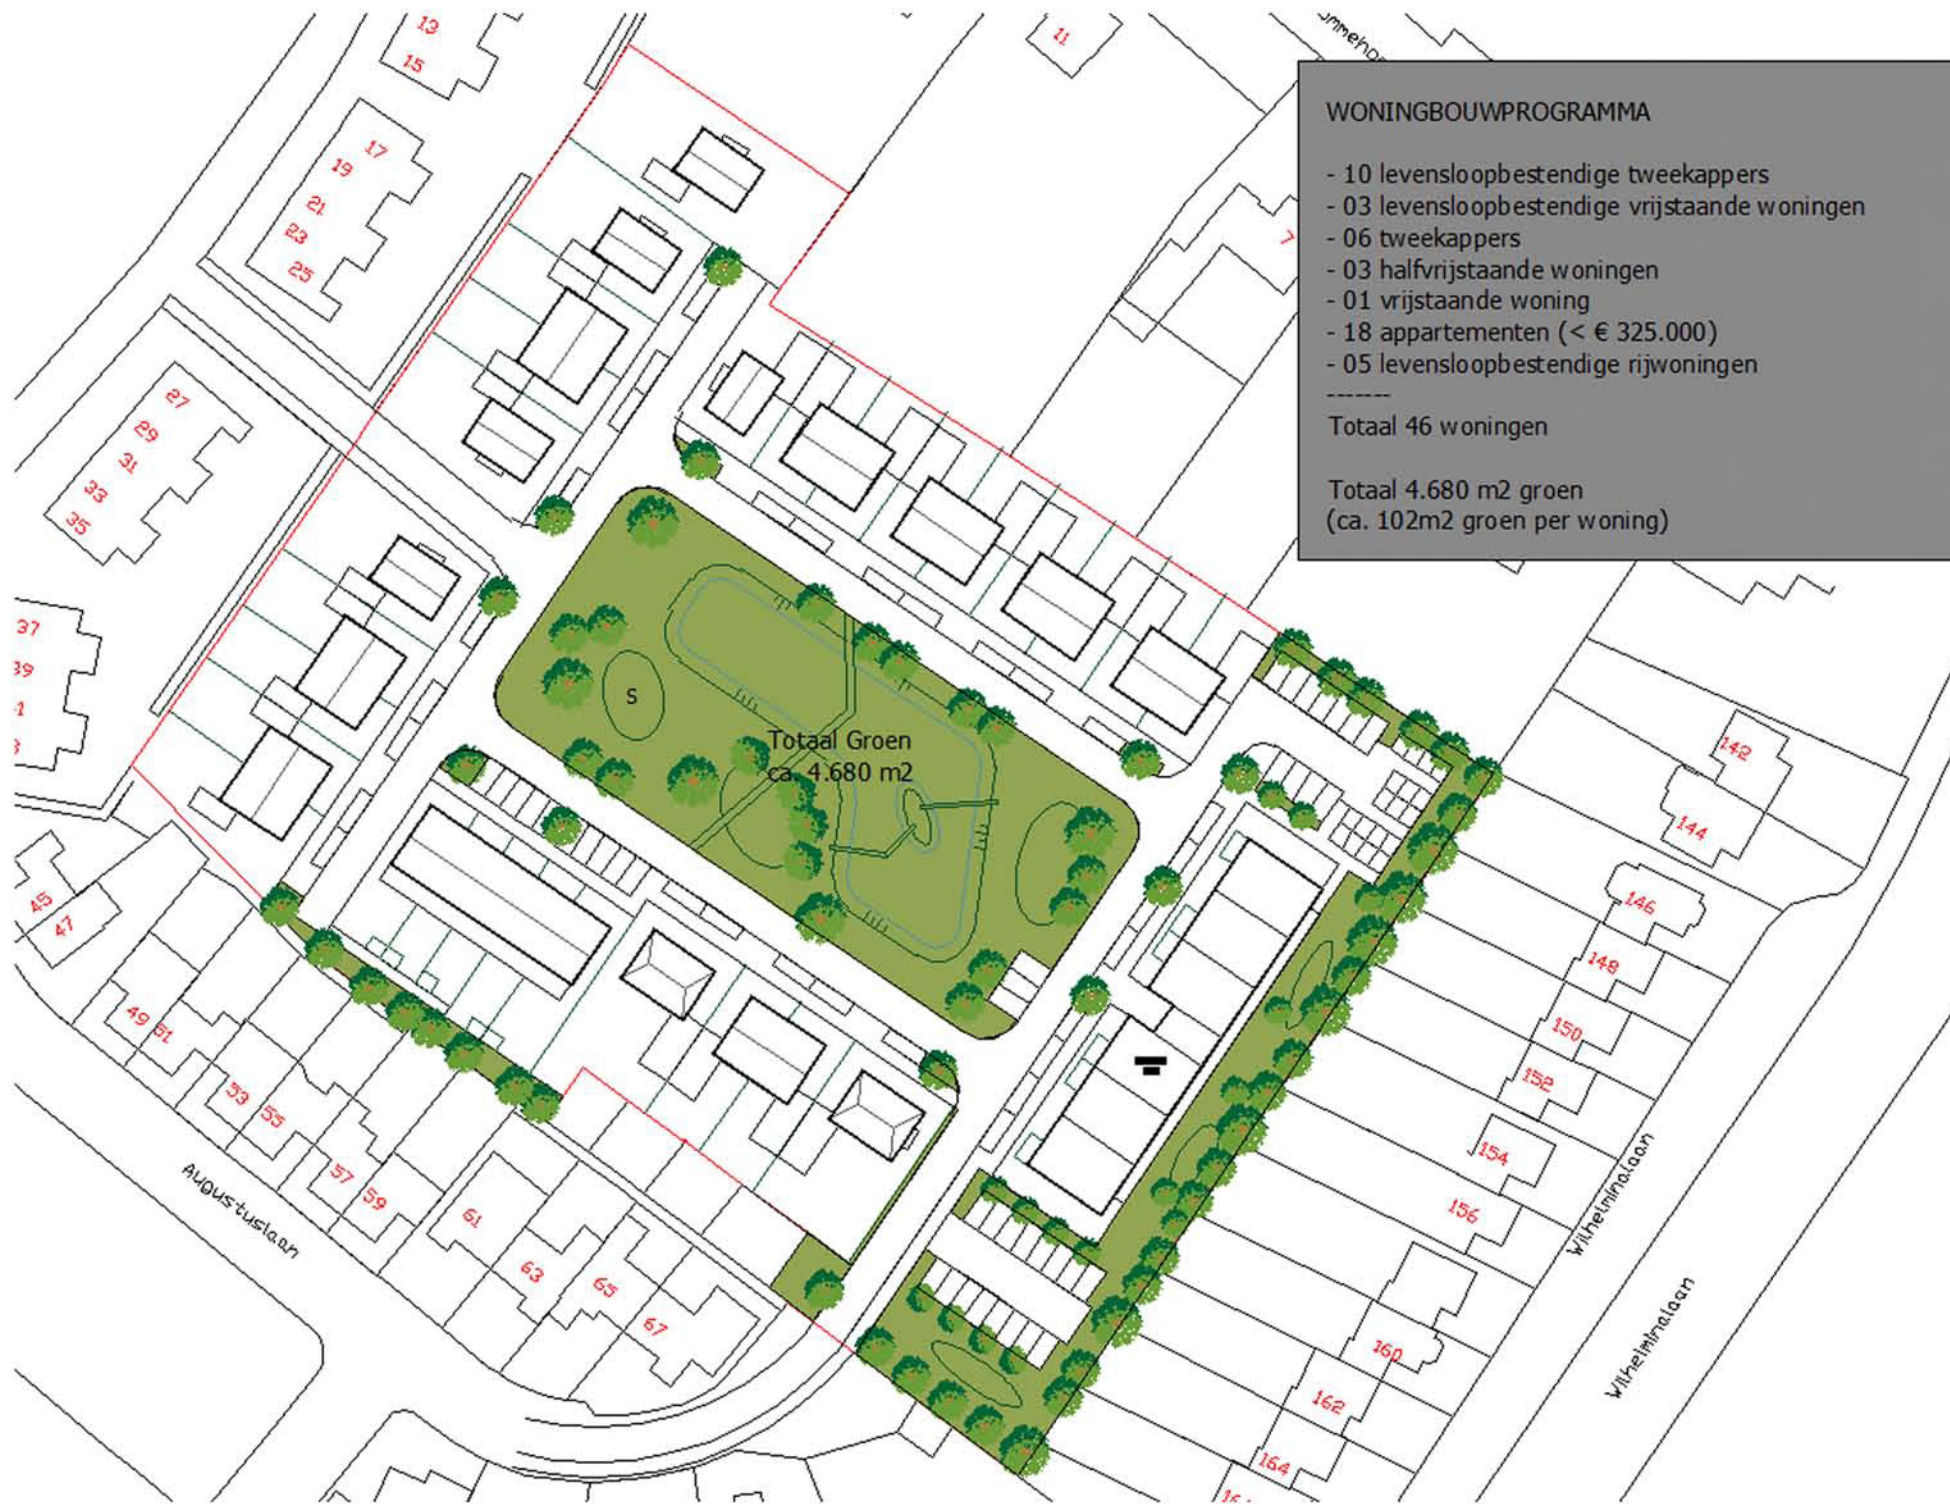 13
15
11
17
19
21
23
25
WONINGBOUWPROGRAMMA
- 10 levensloopbestendige tweekappers
- 03 levensloopbestendige vrijstaande woningen
- 06 tweekappers
- 03 halfvrijstaande woningen
- 01 vrijstaande woning
- 18 appartementen (< € 325.000)
- 05 levensloopbestendige rijwoningen
-------
Totaal 46 woningen
Totaal 4.680 m2 groen
(ca. 102m2 groen per woning)
7
27
29
31
33
35
37
39
S
Totaal Groen
ca. 4.680 m2
142
144
146
148
150
152
154
156
160
162
164
45
47
49
51
53
55
57
59
61
63
65
67
Augustuslaan
Wilhelminalaan
Wilhelminalaan